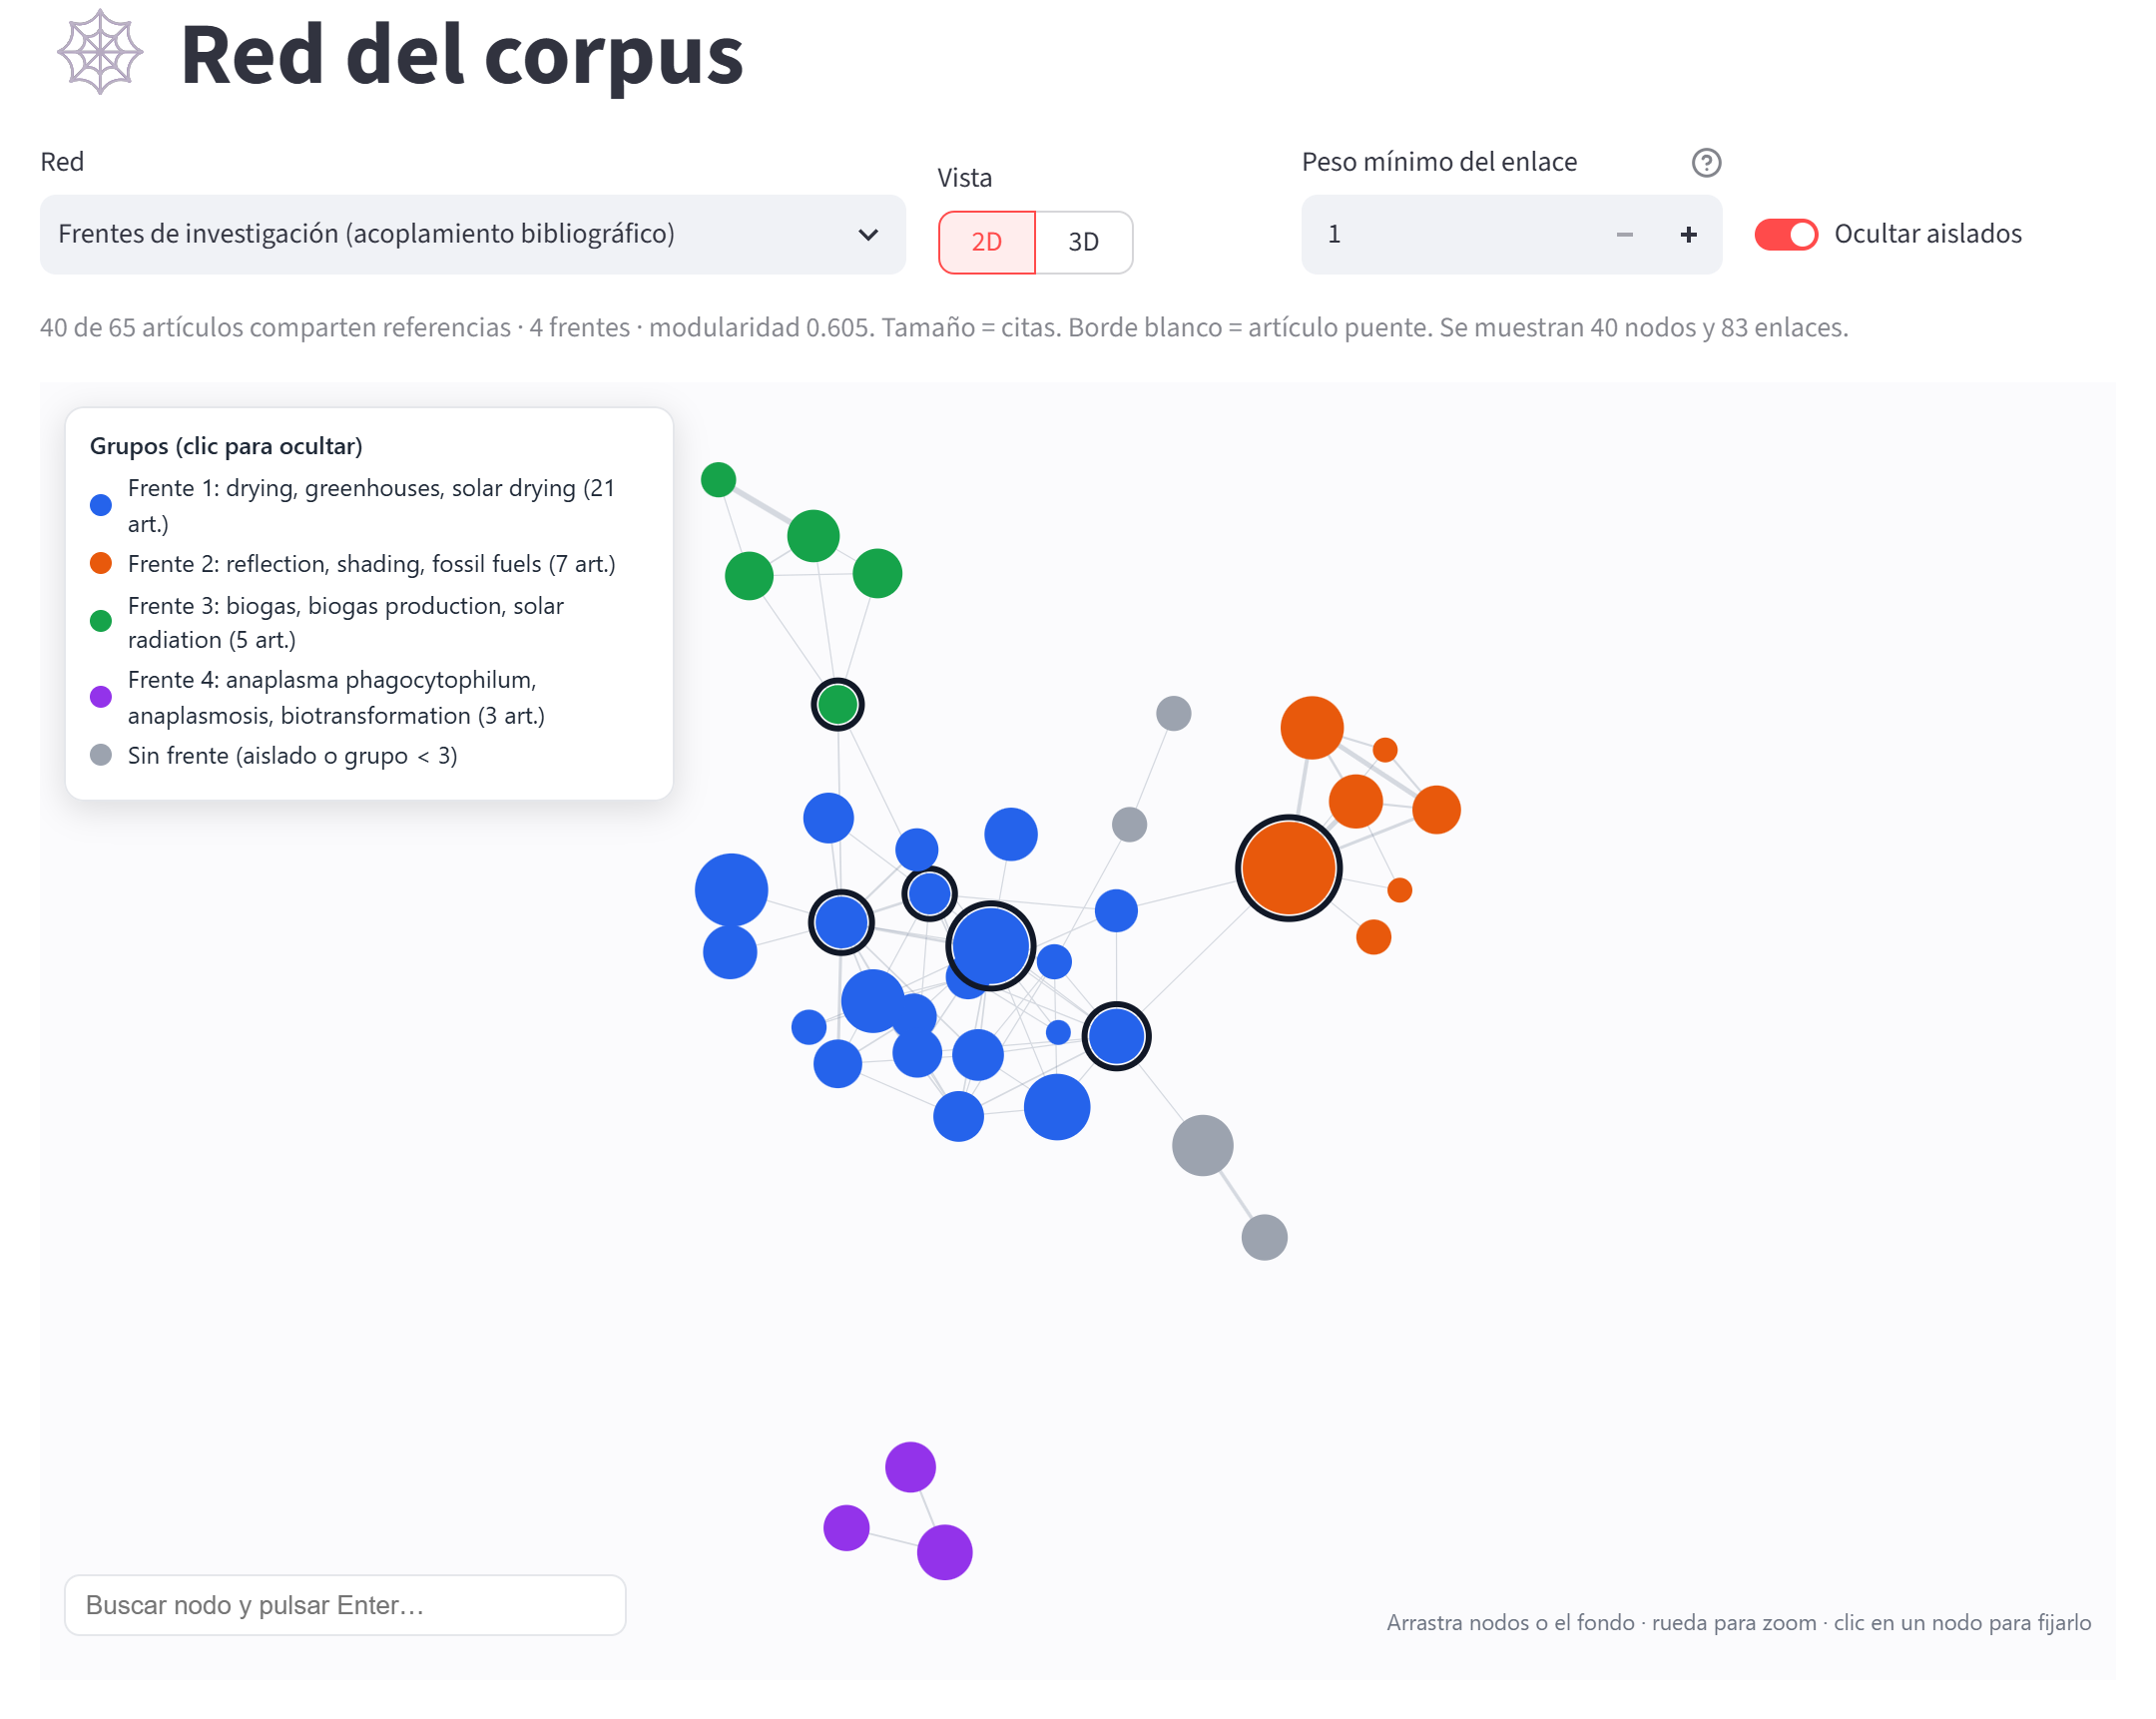 Red del corpus
Red
Vista
Peso mínimo del enlace
?
Frentes de investigación (acoplamiento bibliográfico)
2D
3D
1
Ocultar aislados
40 de 65 artículos comparten referencias · 4 frentes · modularidad 0.605. Tamaño = citas. Borde blanco = artículo puente. Se muestran 40 nodos y 83 enlaces.
Grupos (clic para ocultar)
Frente 1: drying, greenhouses, solar drying (21
art.)
Frente 2: reflection, shading, fossil fuels (7 art.)
Frente 3: biogas, biogas production, solar
radiation (5 art.)
Frente 4: anaplasma phagocytophilum,
anaplasmosis, biotransformation (3 art.)
Sin frente (aislado o grupo < 3)
Buscar nodo y pulsar Enter...
Arrastra nodos o el fondo · rueda para zoom · clic en un nodo para fijarlo